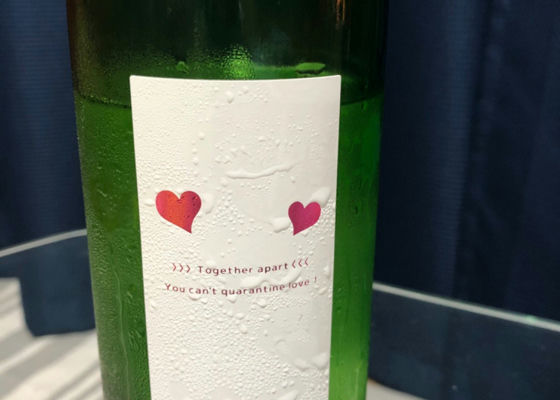 》》》 Together apart 《《《
You can't quarantine love !